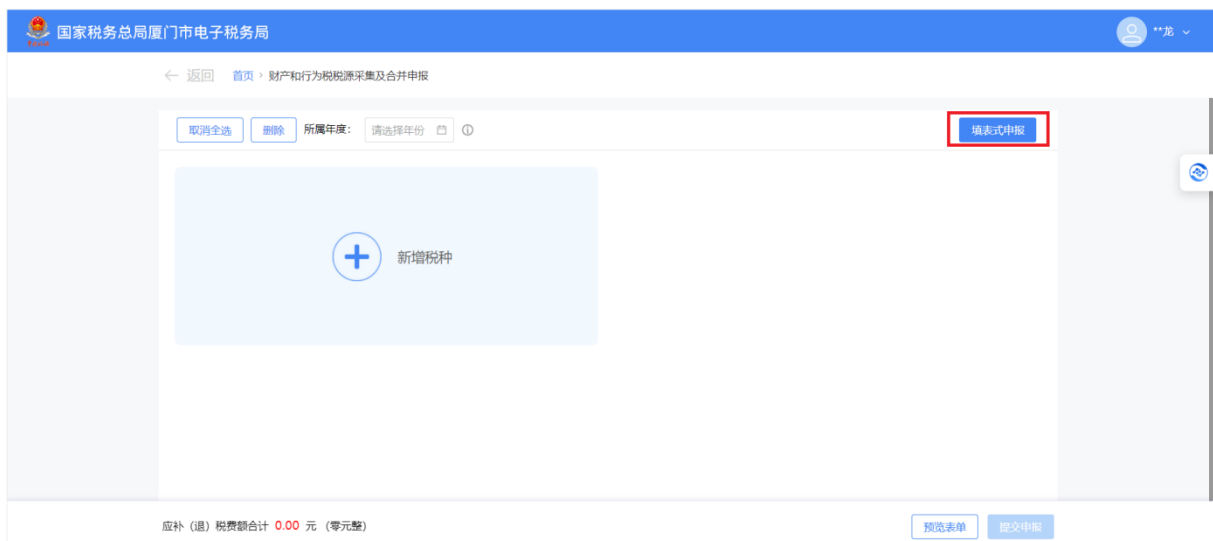 国家税务总局厦门市电子税务局
**龙
← 返回 首页 › 财产和行为税税源采集及合并申报
取消全选 删除 所属年度： 请选择年份 填表式申报
新增税种
应补（退）税费额合计 0.00 元 （零元整） 预览表单 提交申报